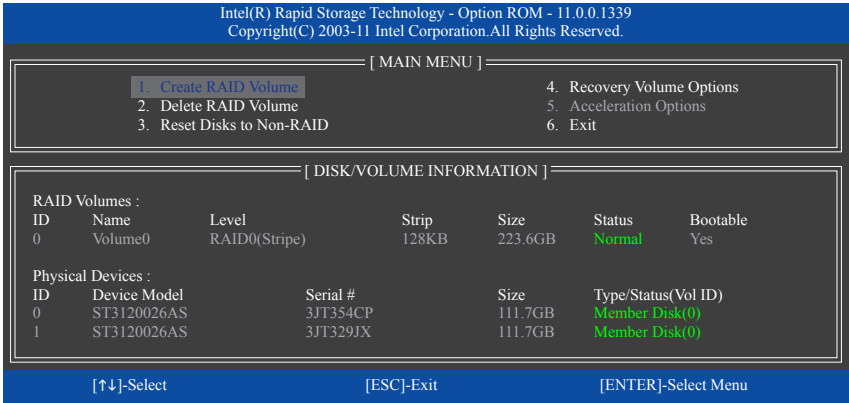 Intel(R) Rapid Storage Technology - Option ROM - 11.0.0.1339
Copyright(C) 2003-11 Intel Corporation.All Rights Reserved.
[ MAIN MENU ]
1. Create RAID Volume 4. Recovery Volume Options
2. Delete RAID Volume 5. Acceleration Options
3. Reset Disks to Non-RAID 6. Exit
[ DISK/VOLUME INFORMATION ]
RAID Volumes :
ID Name Level Strip Size Status Bootable
0 Volume0 RAID0(Stripe) 128KB 223.6GB Normal Yes
Physical Devices :
ID Device Model Serial # Size Type/Status(Vol ID)
0 ST3120026AS 3JT354CP 111.7GB Member Disk(0)
1 ST3120026AS 3JT329JX 111.7GB Member Disk(0)
[↑↓]-Select [ESC]-Exit [ENTER]-Select Menu